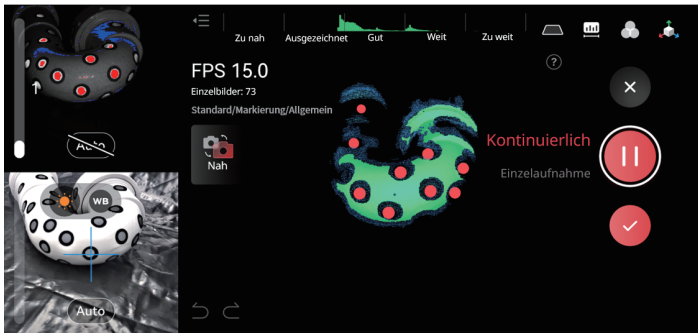 Zu nah
Ausgezeichnet
Gut
Weit
Zu weit
FPS 15.0
Einzelbilder: 73
Standard/Markierung/Allgemein
?
Nah
Kontinuierlich
Einzelaufnahme
Auto
WB
Auto